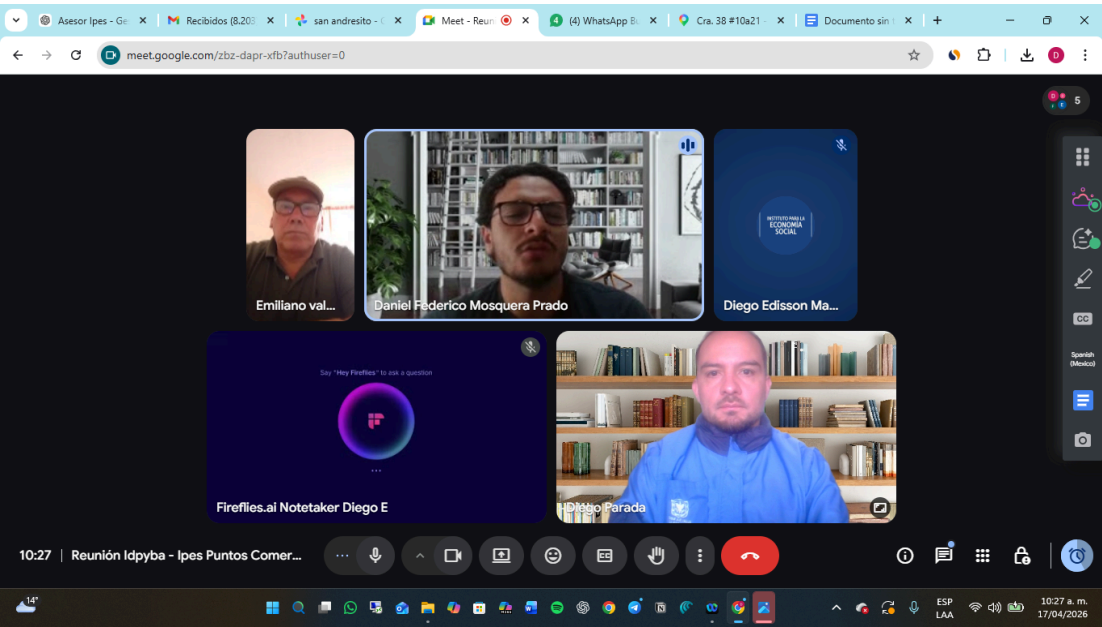 Asesor Ipes - Ge
Recibidos (8.203
san andresito - 
Meet - Reun
(4) WhatsApp Bu
Cra. 38 #10a21 -
Documento sin
meet.google.com/zbz-dapr-xfb?authuser=0
D
5
INSTITUTO PARA LA
ECONOMÍA
SOCIAL
Emiliano val...
Daniel Federico Mosquera Prado
Diego Edisson Ma...
CC
Spanish
(Mexico)
Say "Hey Fireflies" to ask a question
Fireflies.ai Notetaker Diego E
Diego Parada
10:27 | Reunión Idpyba - Ipes Puntos Comer...
14°
ESP
LAA
10:27 a. m.
17/04/2026